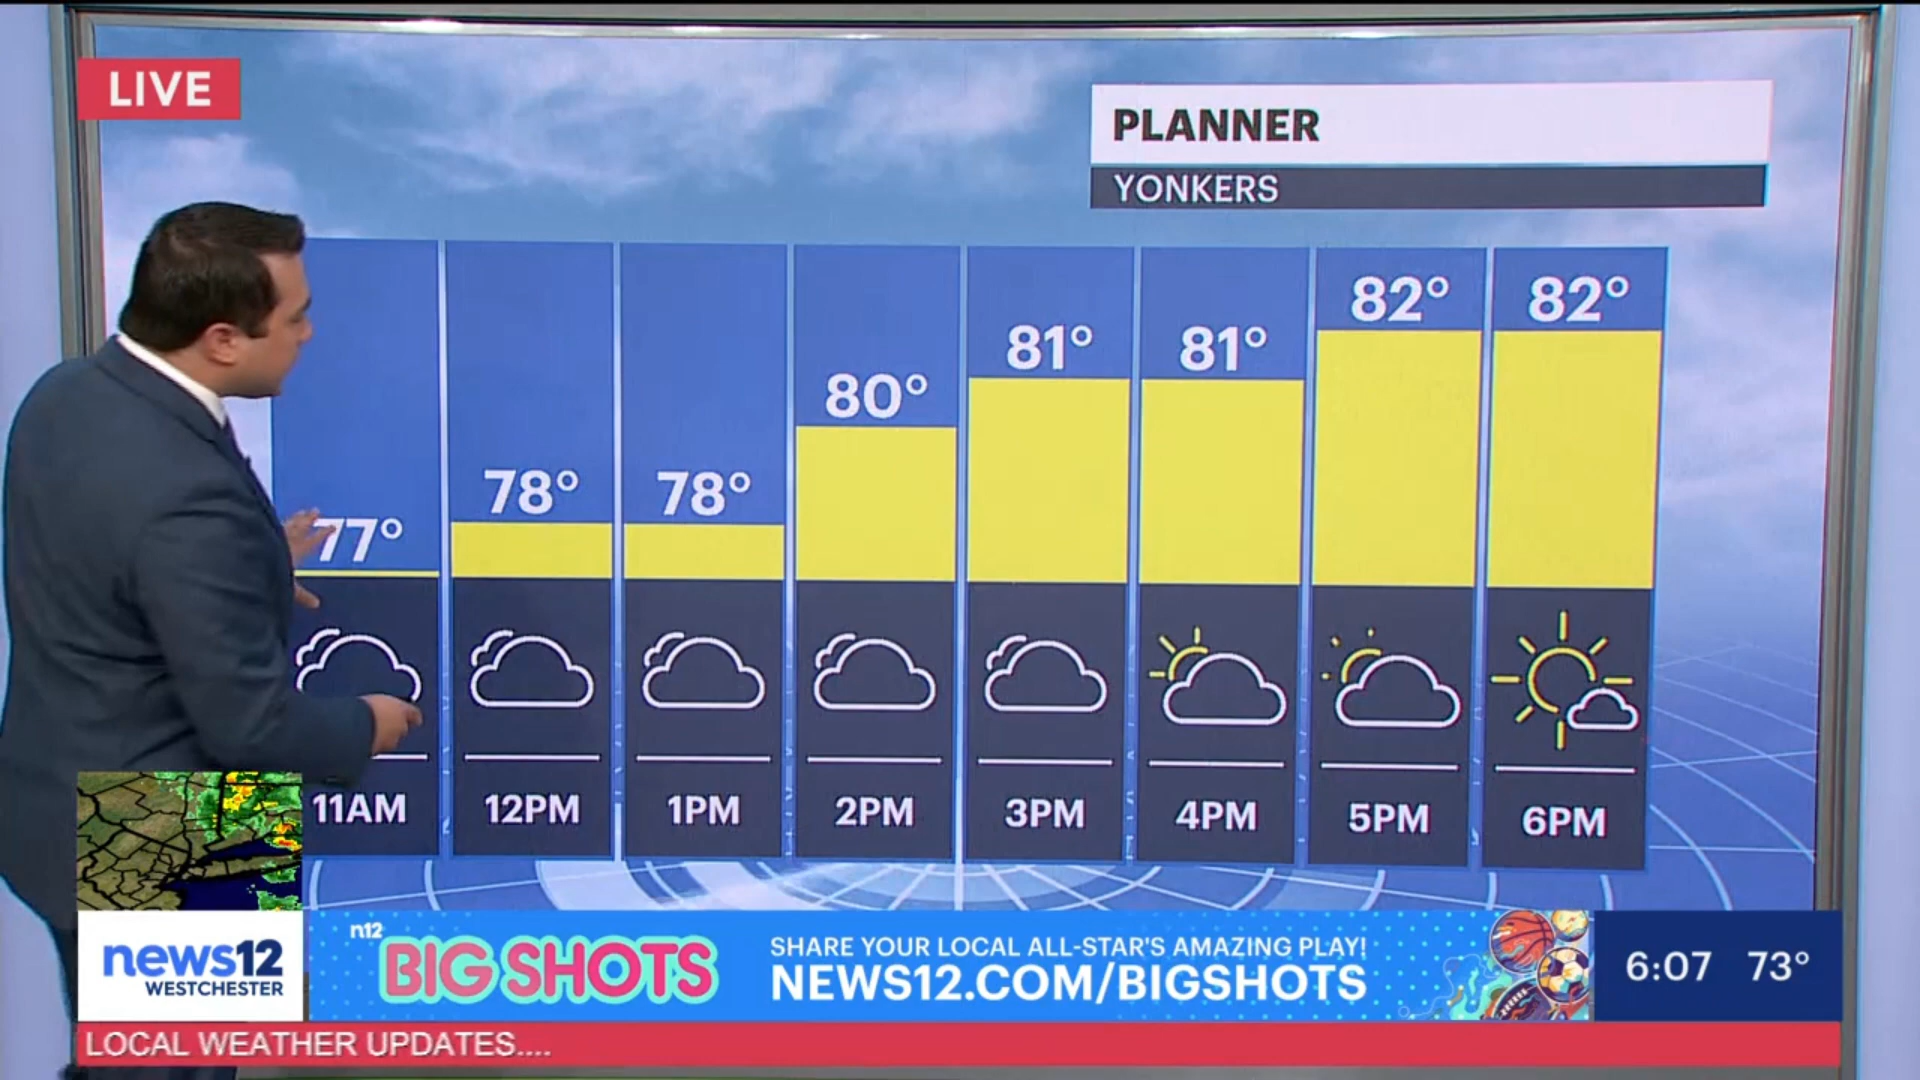 LIVE
PLANNER
YONKERS
77°
78°
78°
80°
81°
81°
82°
82°
11AM
12PM
1PM
2PM
3PM
4PM
5PM
6PM
news12
WESTCHESTER
n12
BIG SHOTS
SHARE YOUR LOCAL ALL-STAR'S AMAZING PLAY!
NEWS12.COM/BIGSHOTS
6:07 73°
LOCAL WEATHER UPDATES....